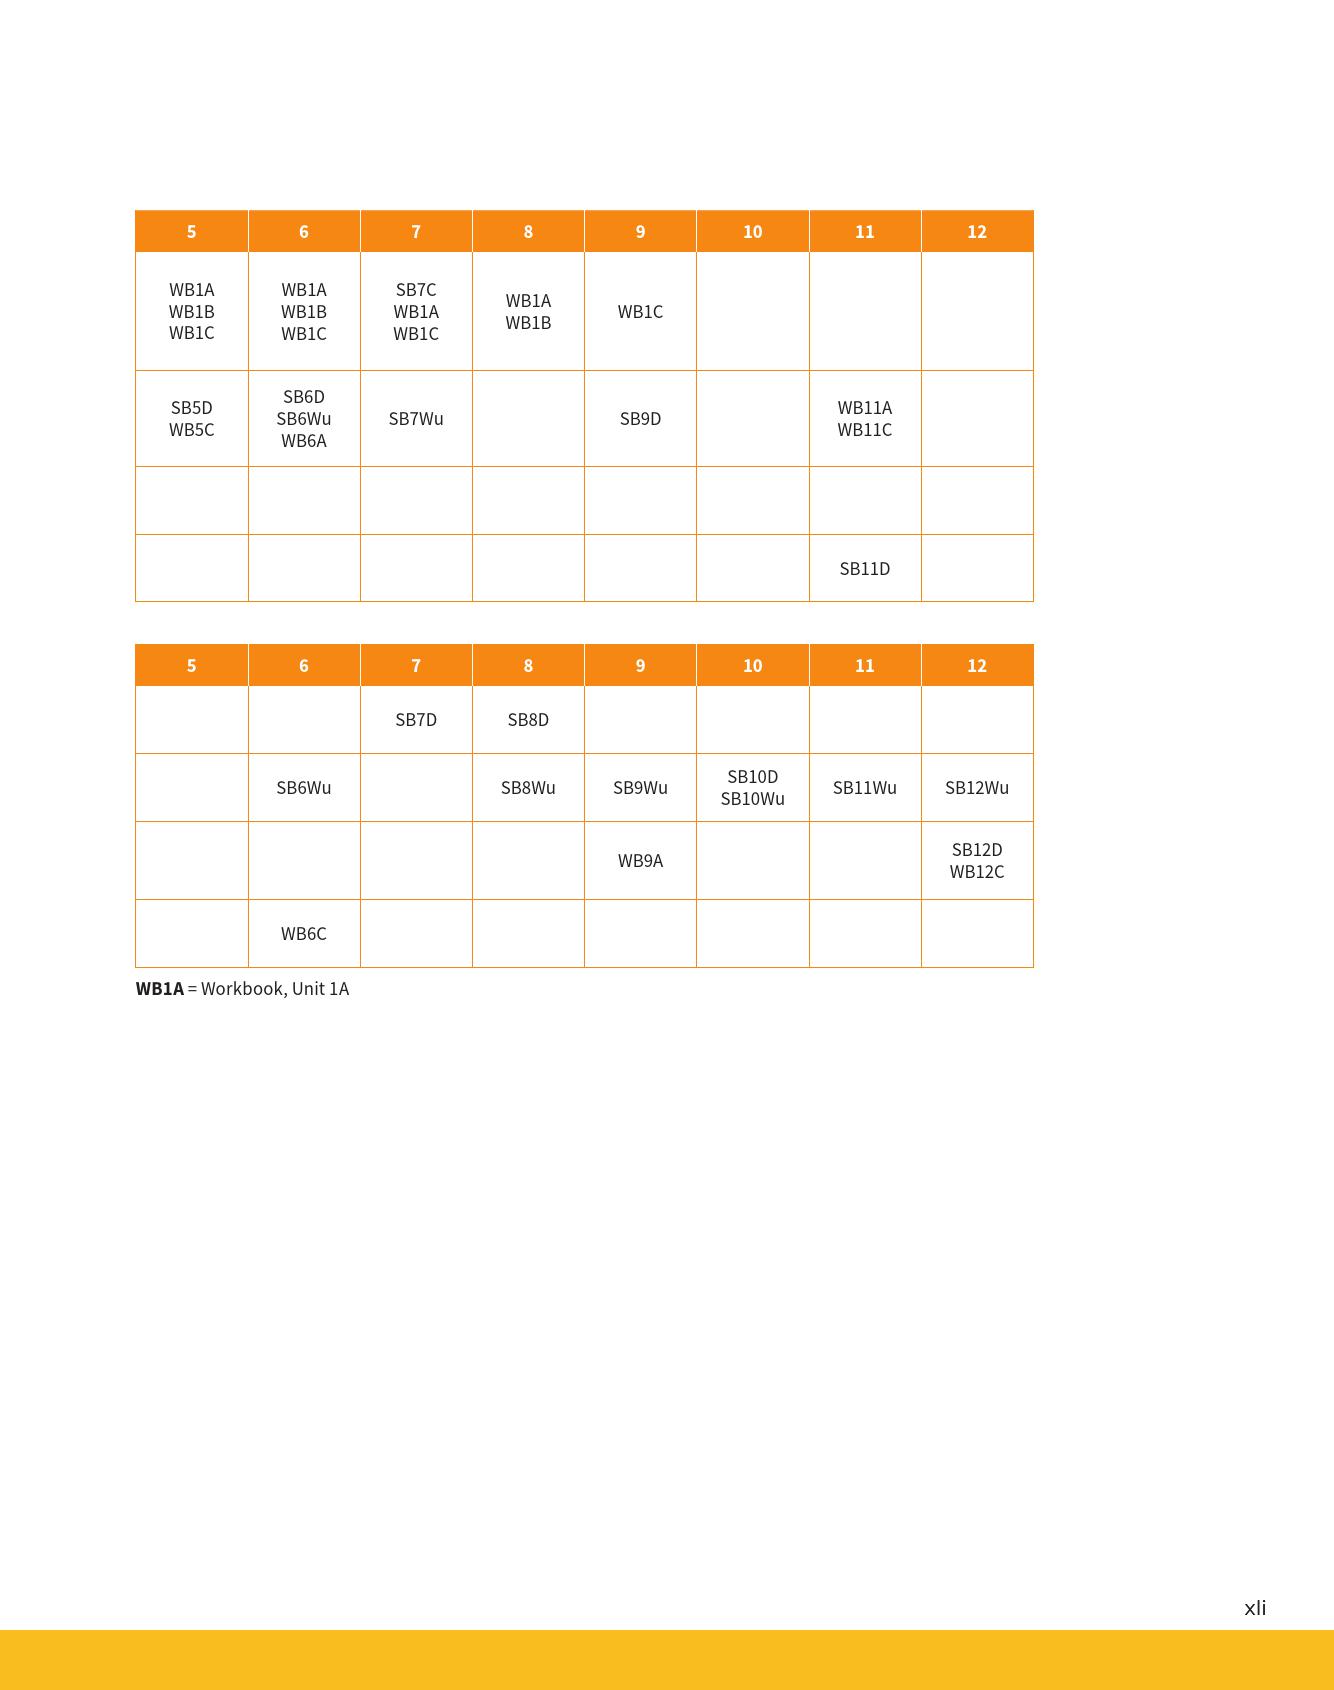 5 6 7 8 9 10 11 12
WB1A WB1A SB7C WB1A WB1C
WB1B WB1B WB1A WB1B
WB1C WB1C WB1C
SB5D SB6D SB7Wu SB9D WB11A
WB5C SB6Wu WB11C
WB6A
SB11D
5 6 7 8 9 10 11 12
SB7D SB8D
SB6Wu SB8Wu SB9Wu SB10D SB11Wu SB12Wu
SB10Wu
WB9A SB12D
WB12C
WB6C
WB1A = Workbook, Unit 1A
xli